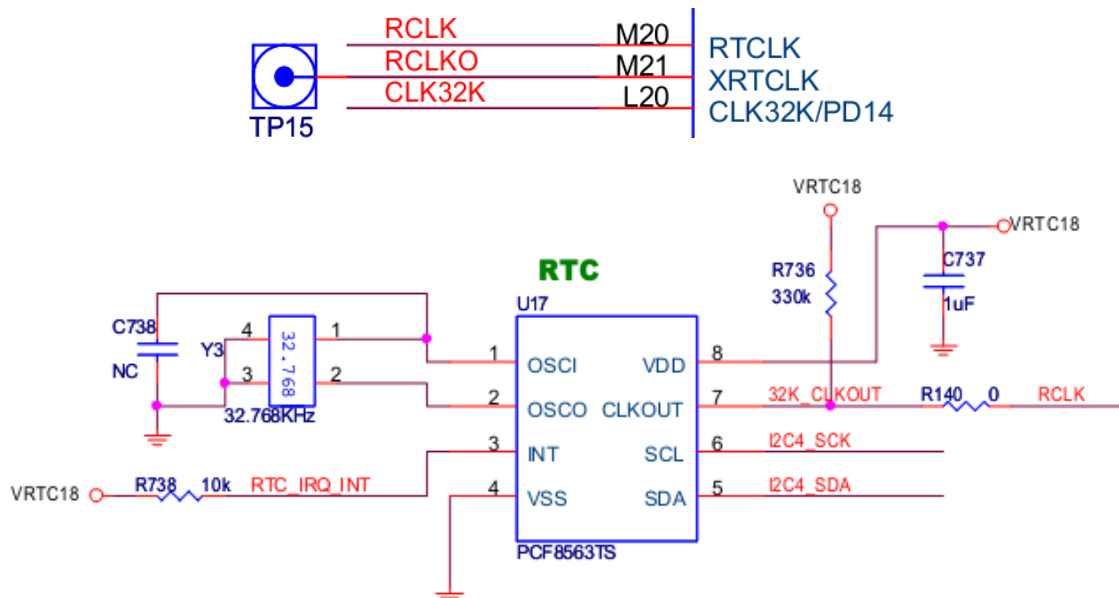 RCLK M20 RTCLK
RCLKO M21 XRTCLK
CLK32K L20 CLK32K/PD14
TP15
VRTC18
VRTC18
RTC
R736
330k
C737
1uF
U17
C738
NC
Y3
4 1
3 2
32.768
32.768KHz
1 OSCI VDD 8
2 OSCO CLKOUT 7 32K_CLKOUT R140 0 RCLK
3 INT SCL 6 I2C4_SCK
4 VSS SDA 5 I2C4_SDA
VRTC18 R738 10k RTC_IRQ_INT
PCF8563TS